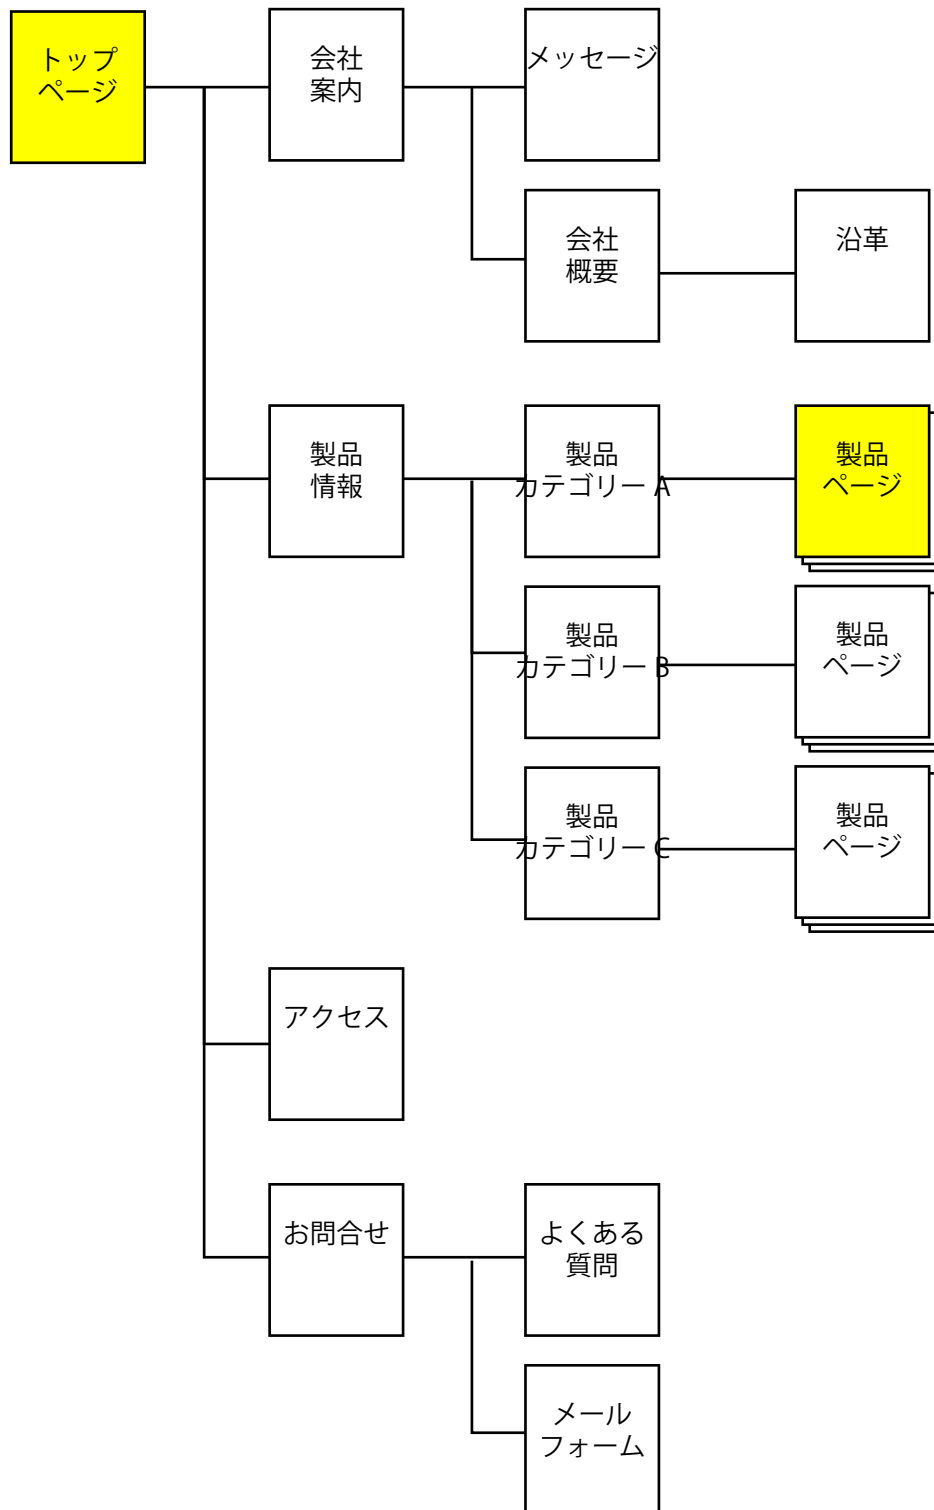 トップ
ページ
会社
案内
メッセージ
会社
概要
沿革
製品
情報
製品
カテゴリー A
製品
ページ
製品
カテゴリー B
製品
ページ
製品
カテゴリー C
製品
ページ
アクセス
お問合せ
よくある
質問
メール
フォーム